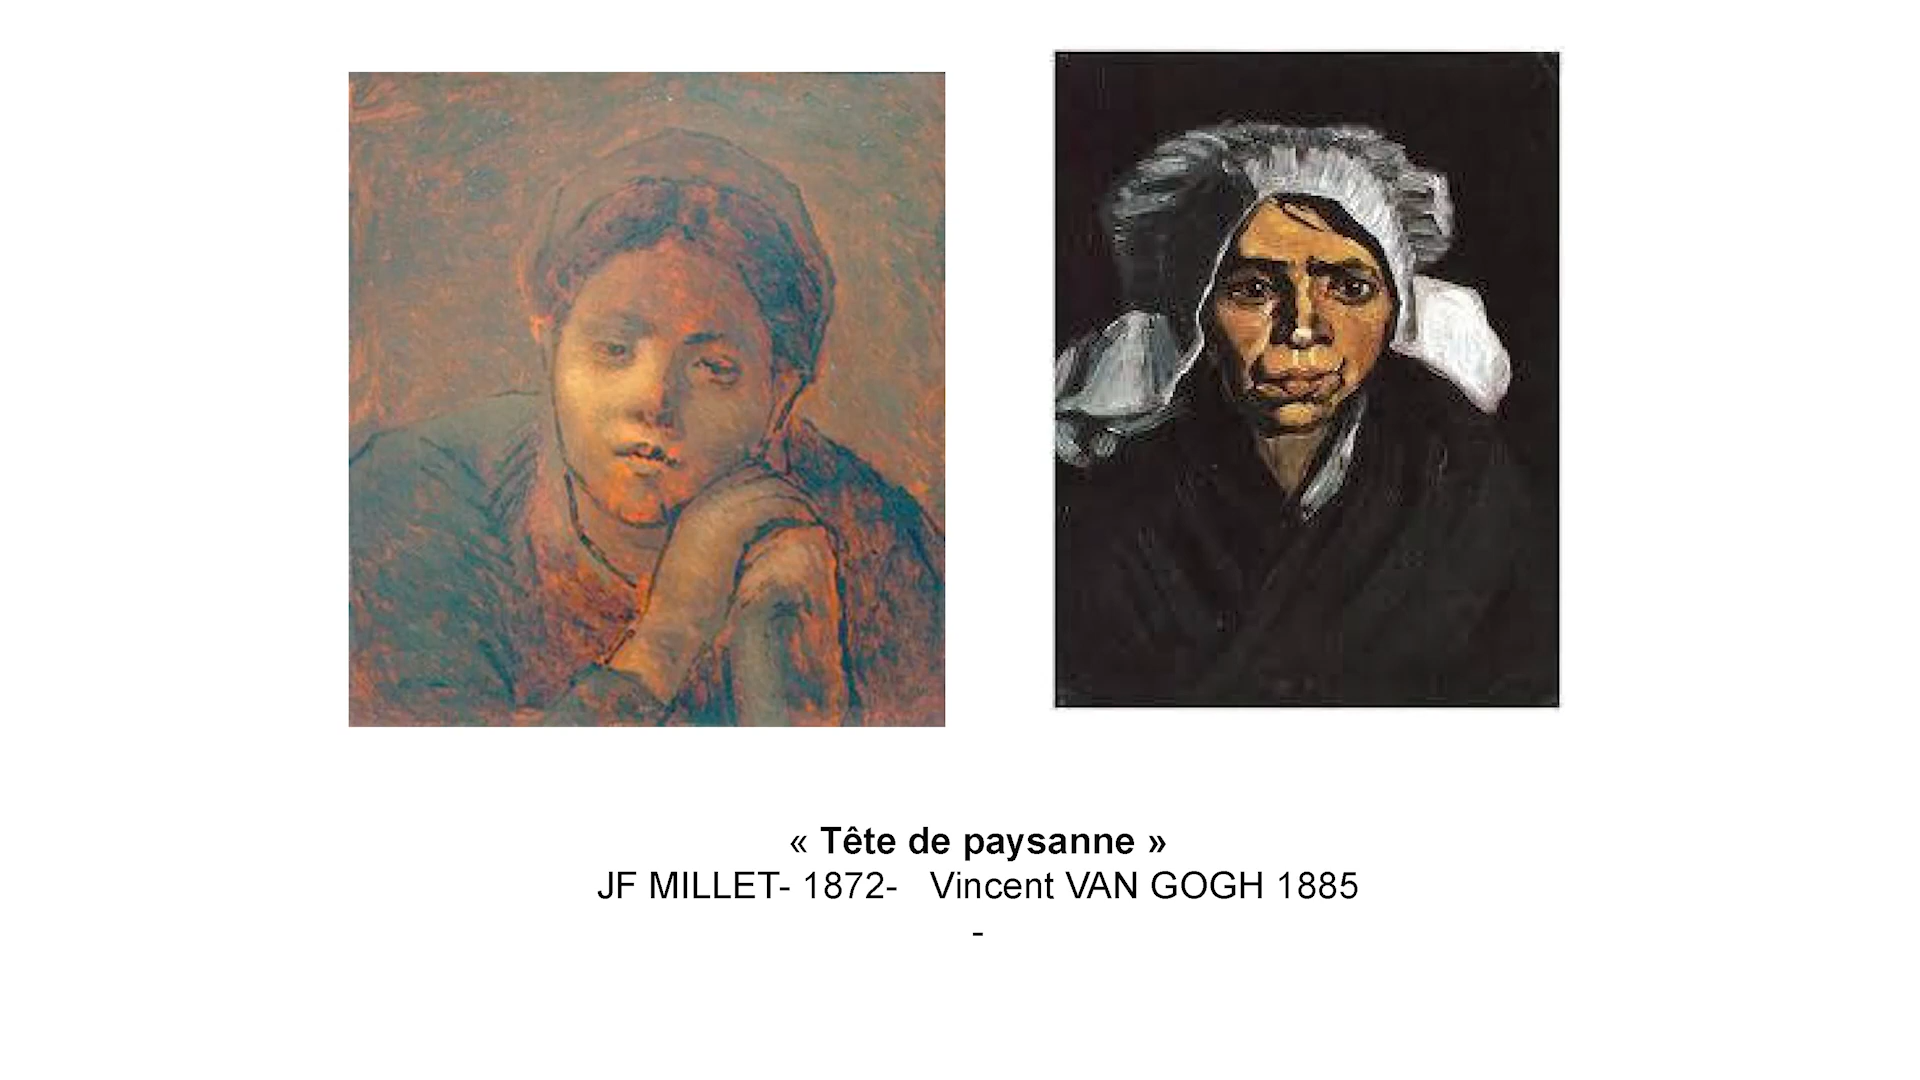 « Tête de paysanne »
JF MILLET- 1872-   Vincent VAN GOGH 1885
-